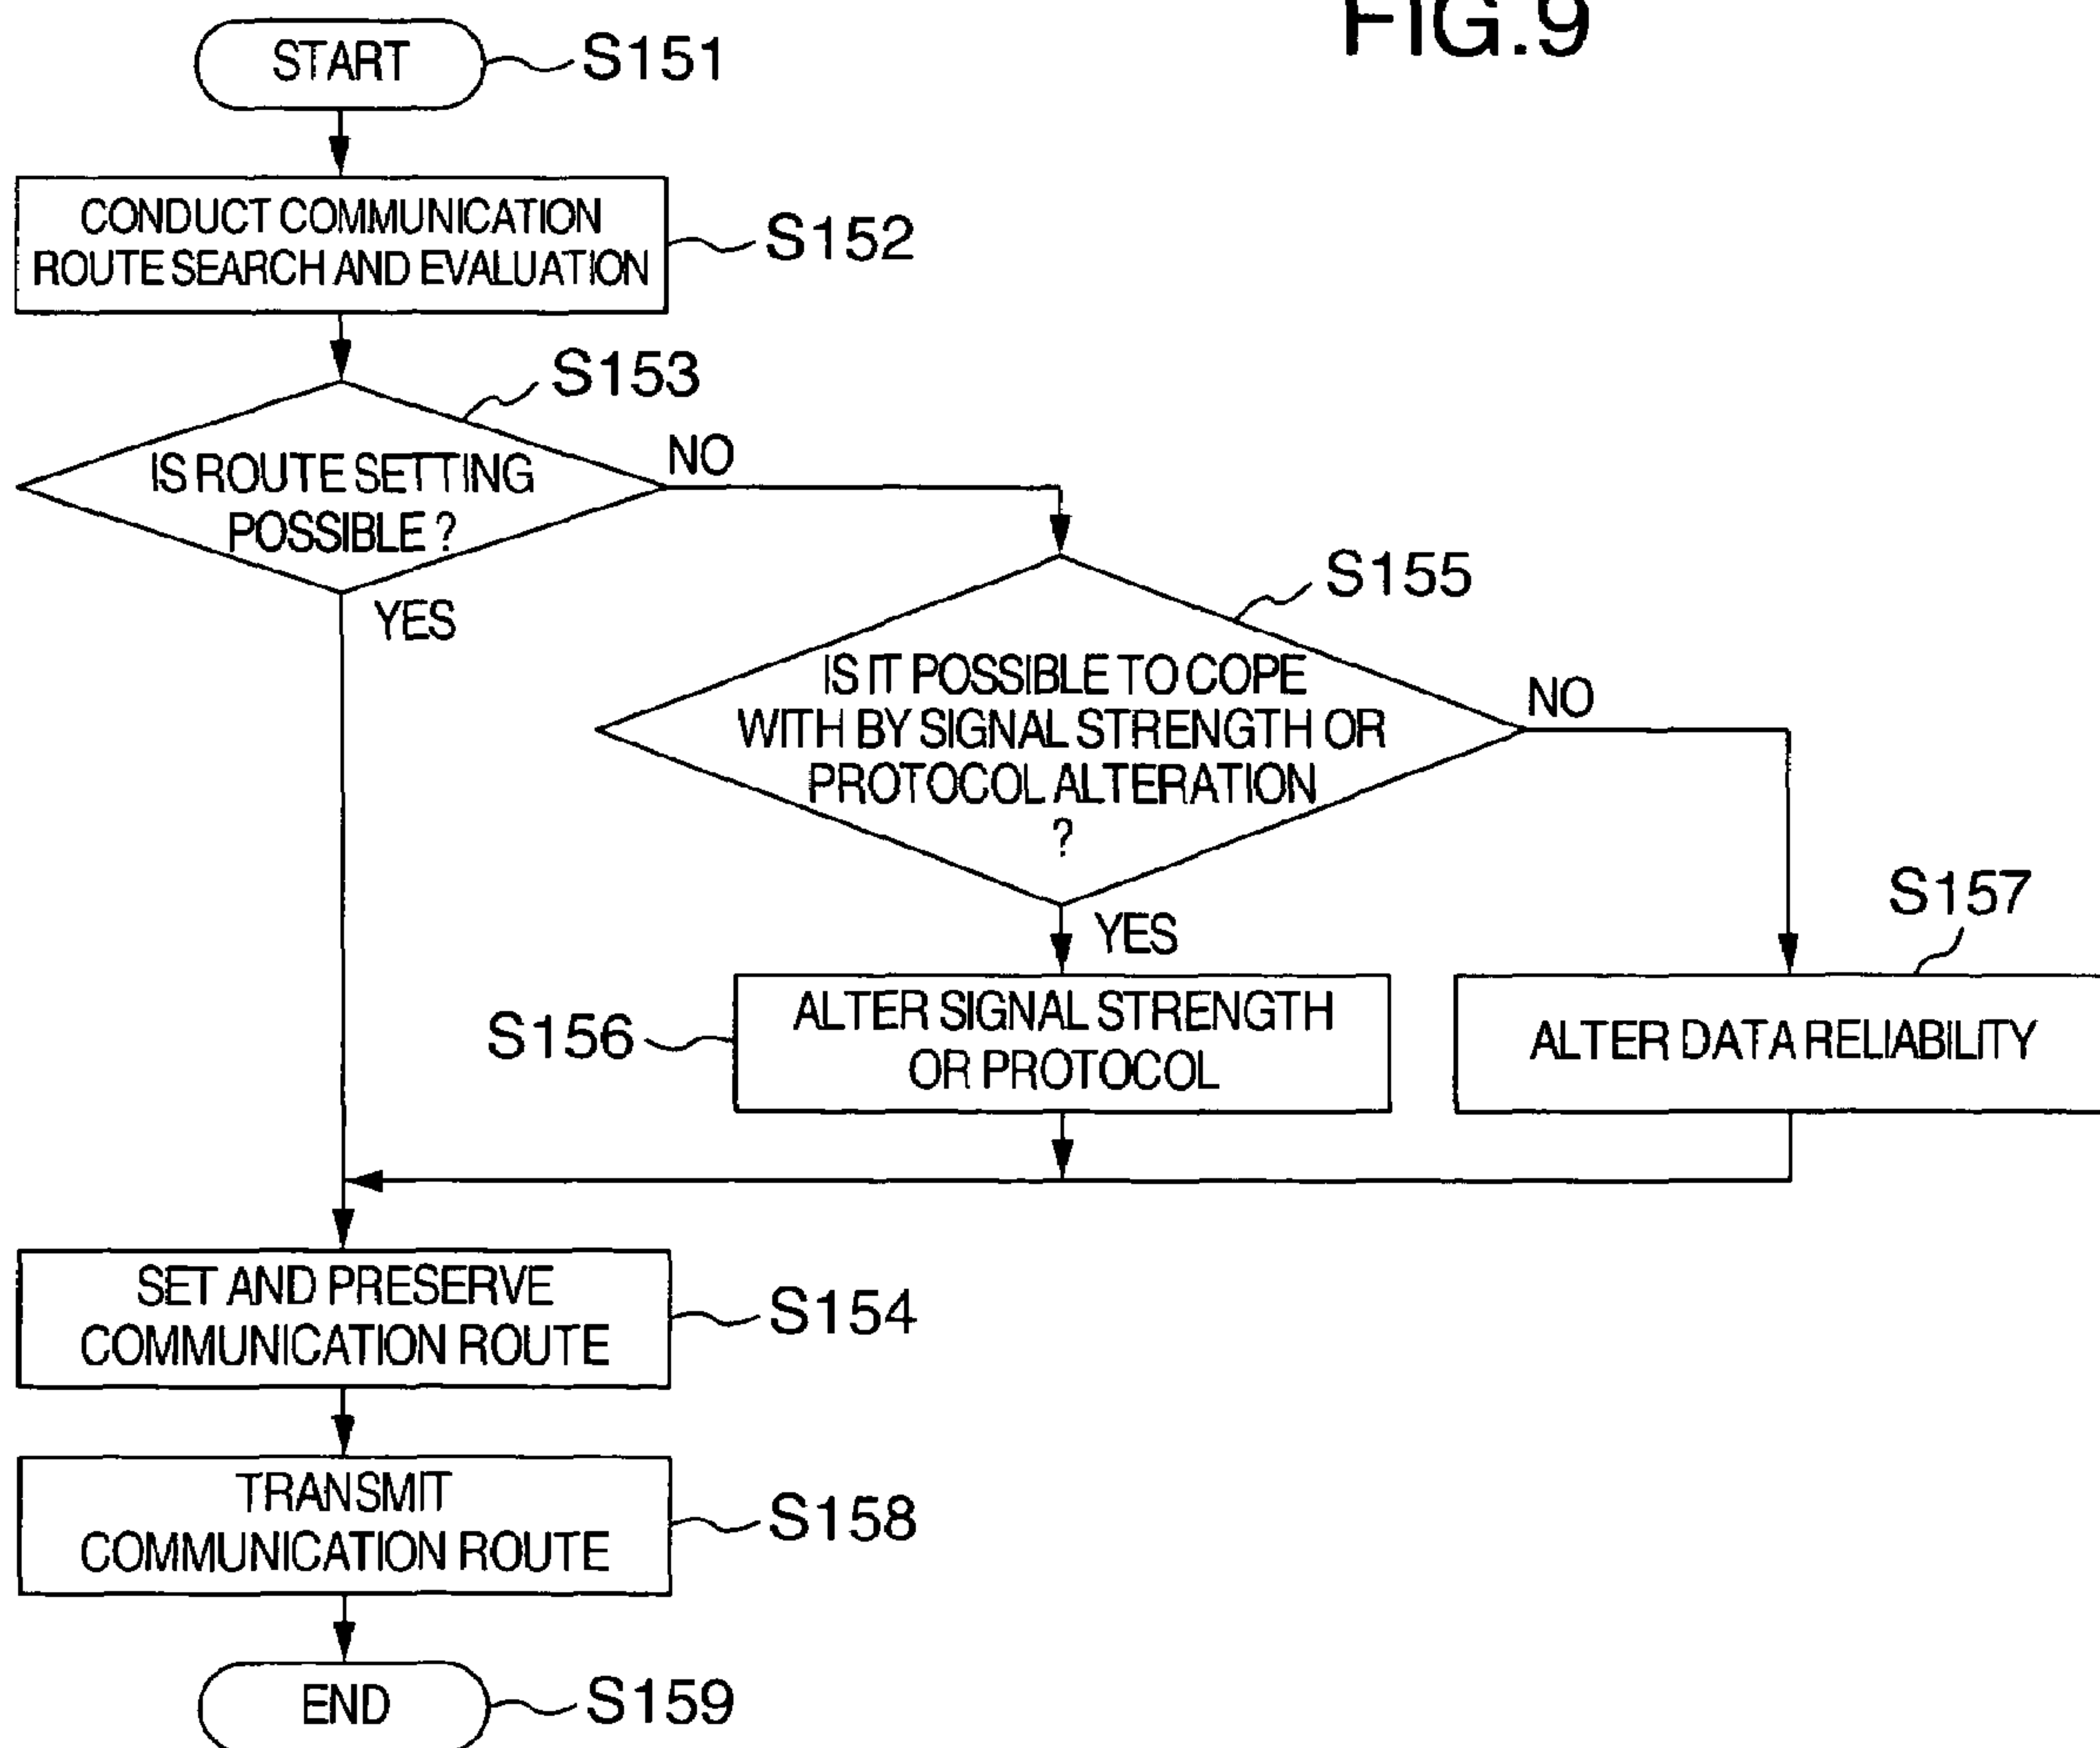 FIG.9
START
S151
CONDUCT COMMUNICATION
ROUTE SEARCH AND EVALUATION
S152
S153
IS ROUTE SETTING
POSSIBLE ?
NO
YES
S155
IS IT POSSIBLE TO COPE
WITH BY SIGNAL STRENGTH OR
PROTOCOL ALTERATION
?
NO
YES
S156
ALTER SIGNAL STRENGTH
OR PROTOCOL
S157
ALTER DATA RELIABILITY
SET AND PRESERVE
COMMUNICATION ROUTE
S154
TRANSMIT
COMMUNICATION ROUTE
S158
END
S159